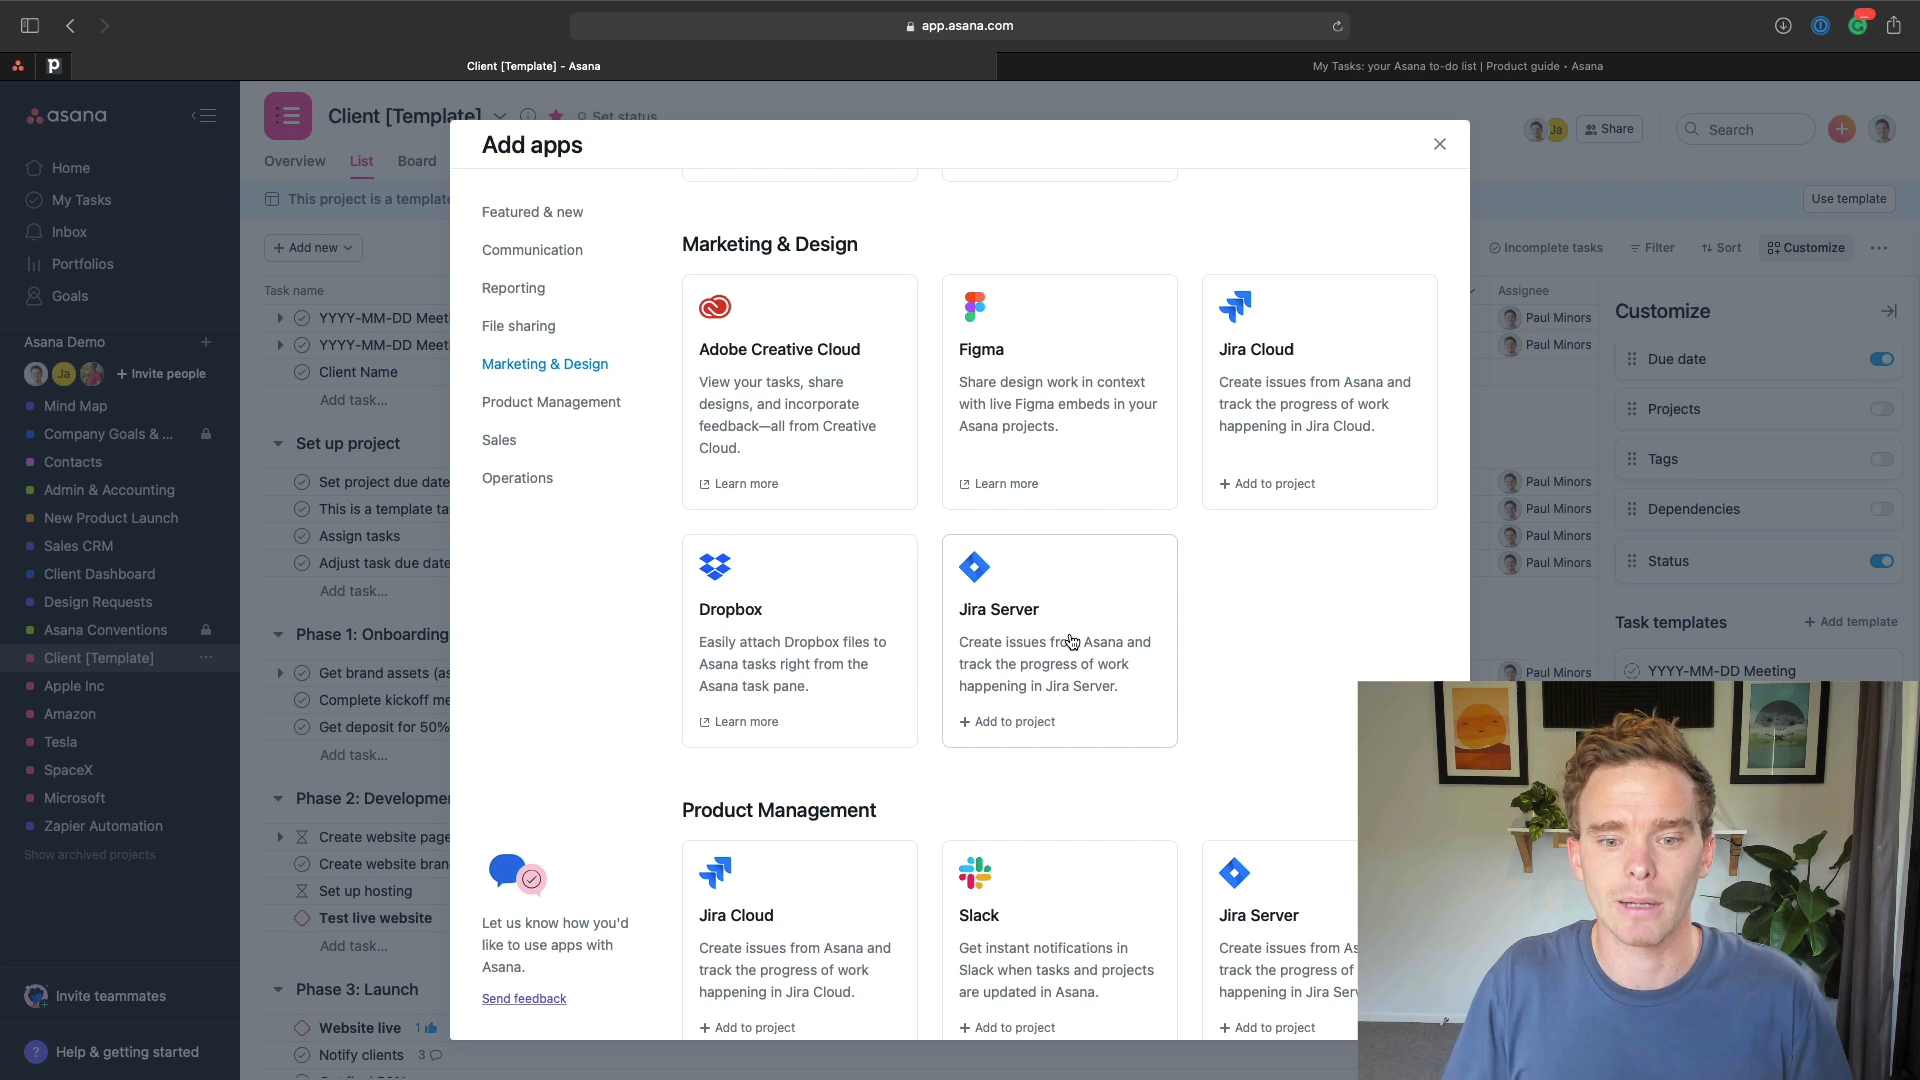 app.asana.com
Client [Template] - Asana
My Tasks: your Asana to-do list | Product guide • Asana
asana
Home
My Tasks
Inbox
Portfolios
Goals
Asana Demo
Ja
Invite people
Mind Map
Company Goals & ...
Contacts
Admin & Accounting
New Product Launch
Sales CRM
Client Dashboard
Design Requests
Asana Conventions
Client [Template]
Apple Inc
Amazon
Tesla
SpaceX
Microsoft
Zapier Automation
Show archived projects
Invite teammates
? Help & getting started
Client [Template]
Set status
Overview
List
Board
Ja
Share
Search
This project is a template
Use template
+ Add new
Incomplete tasks
Filter
Sort
Customize
Task name
Assignee
YYYY-MM-DD Meet
Paul Minors
YYYY-MM-DD Meet
Paul Minors
Client Name
Add task...
Set up project
Set project due date
Paul Minors
This is a template ta
Paul Minors
Assign tasks
Paul Minors
Adjust task due date
Paul Minors
Add task...
Phase 1: Onboarding
Get brand assets (as
Paul Minors
Complete kickoff me
Get deposit for 50%
Add task...
Phase 2: Developme
Create website page
Create website bran
Set up hosting
Test live website
Add task...
Phase 3: Launch
Website live 1
Notify clients 3
Add apps
Featured & new
Communication
Reporting
File sharing
Marketing & Design
Product Management
Sales
Operations
Let us know how you'd
like to use apps with
Asana.
Send feedback
Marketing & Design
Adobe Creative Cloud
View your tasks, share
designs, and incorporate
feedback—all from Creative
Cloud.
Learn more
Figma
Share design work in context
with live Figma embeds in your
Asana projects.
Learn more
Jira Cloud
Create issues from Asana and
track the progress of work
happening in Jira Cloud.
+ Add to project
Dropbox
Easily attach Dropbox files to
Asana tasks right from the
Asana task pane.
Learn more
Jira Server
Create issues from Asana and
track the progress of work
happening in Jira Server.
+ Add to project
Product Management
Jira Cloud
Create issues from Asana and
track the progress of work
happening in Jira Cloud.
+ Add to project
Slack
Get instant notifications in
Slack when tasks and projects
are updated in Asana.
+ Add to project
Jira Server
Create issues from As
track the progress of
happening in Jira Serv
+ Add to project
Customize
Due date
Projects
Tags
Dependencies
Status
Task templates
+ Add template
YYYY-MM-DD Meeting